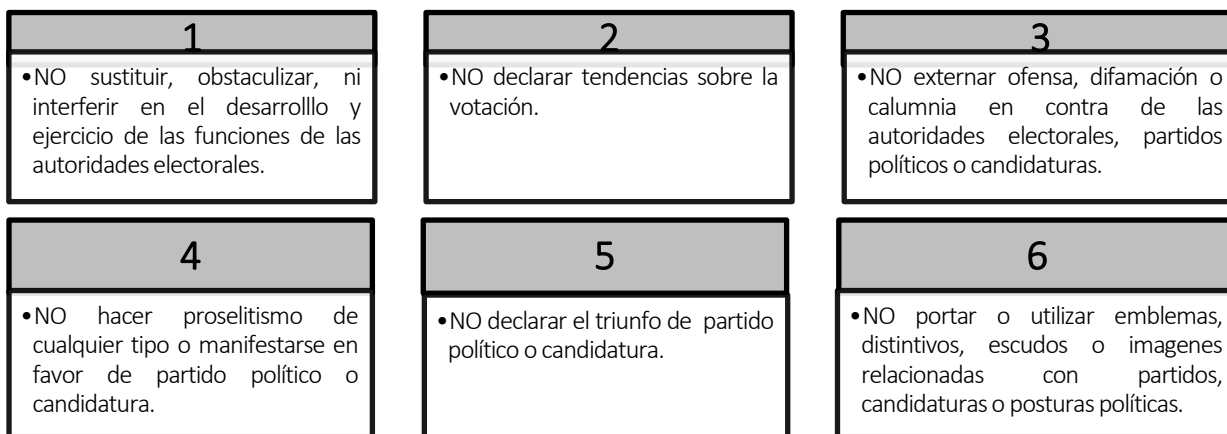 1
•NO sustituir, obstaculizar, ni
interferir en el desarrolllo y
ejercicio de las funciones de las
autoridades electorales.
2
•NO declarar tendencias sobre la
votación.
3
•NO externar ofensa, difamación o
calumnia en contra de las
autoridades electorales, partidos
políticos o candidaturas.
4
•NO hacer proselitismo de
cualquier tipo o manifestarse en
favor de partido político o
candidatura.
5
•NO declarar el triunfo de partido
político o candidatura.
6
•NO portar o utilizar emblemas,
distintivos, escudos o imagenes
relacionadas con partidos,
candidaturas o posturas políticas.